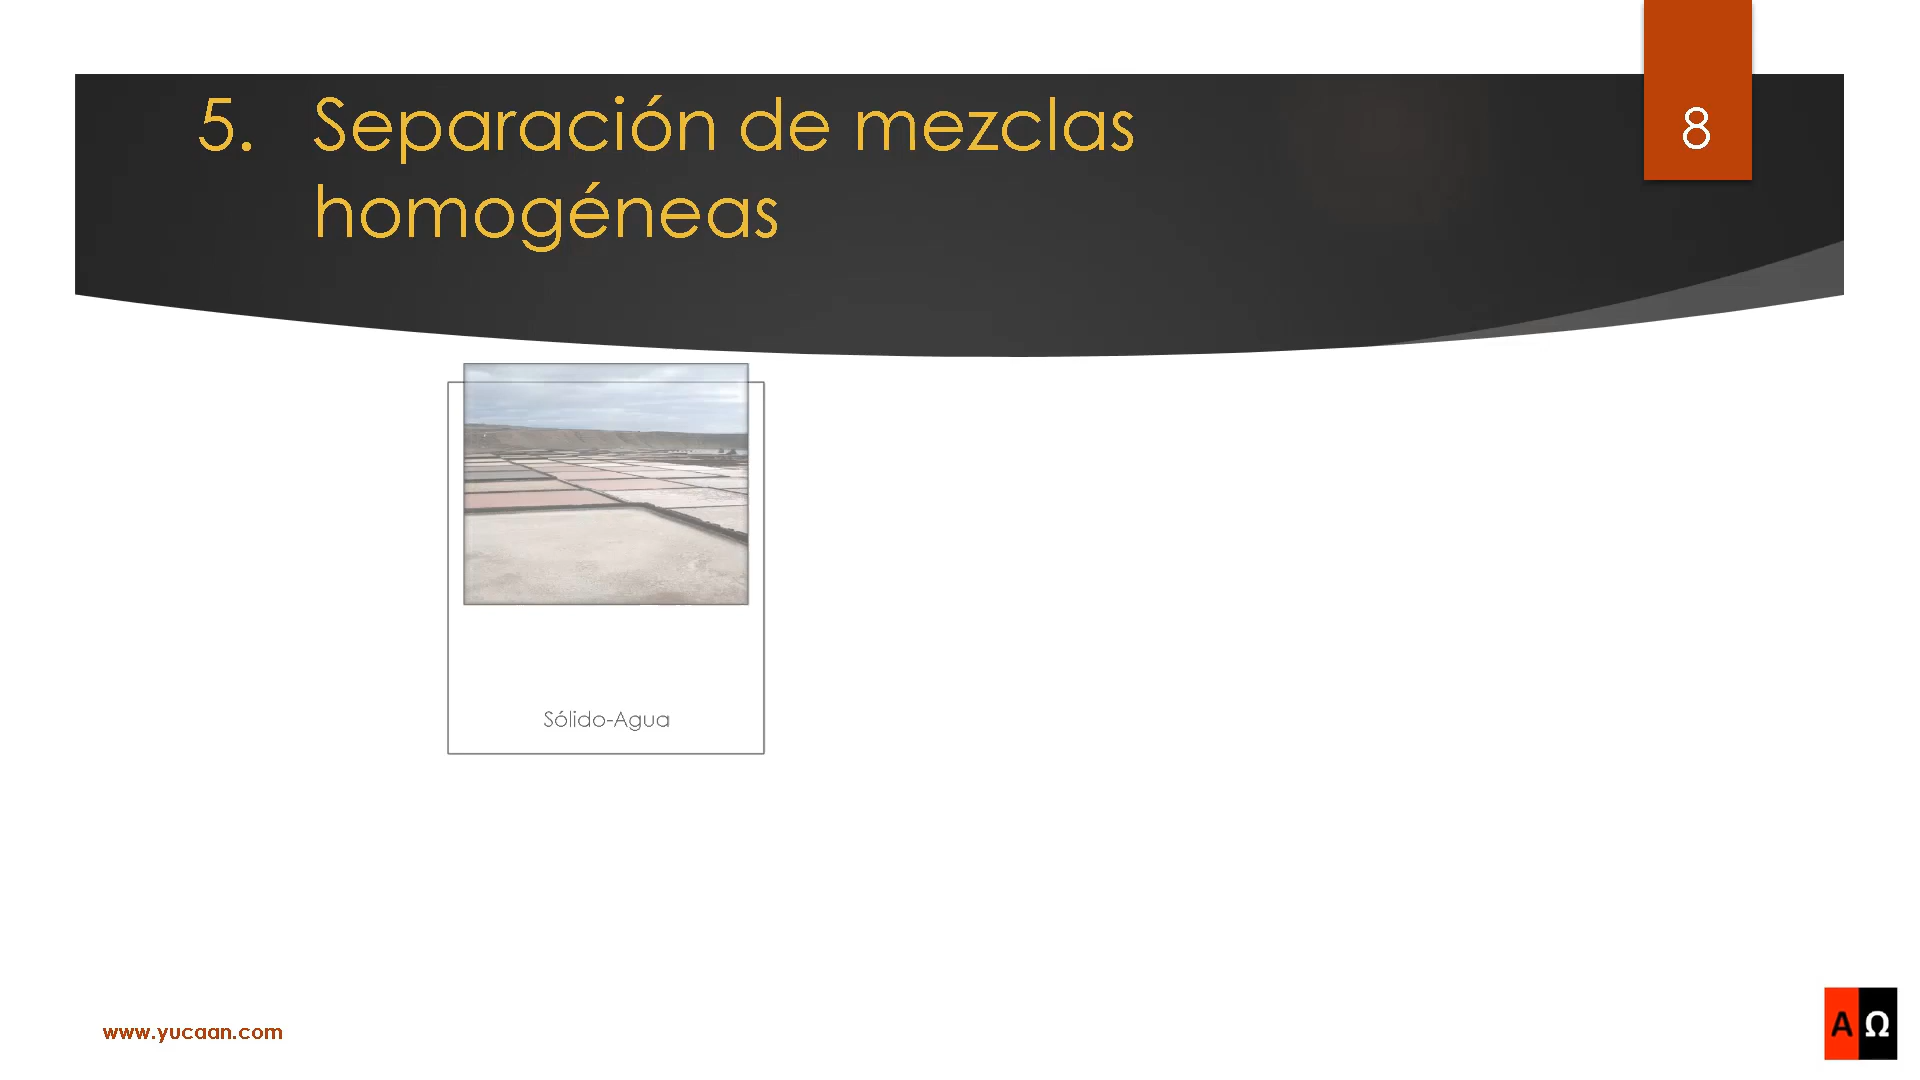 5. Separación de mezclas
homogéneas
8
Sólido-Agua
www.yucaan.com
A Ω